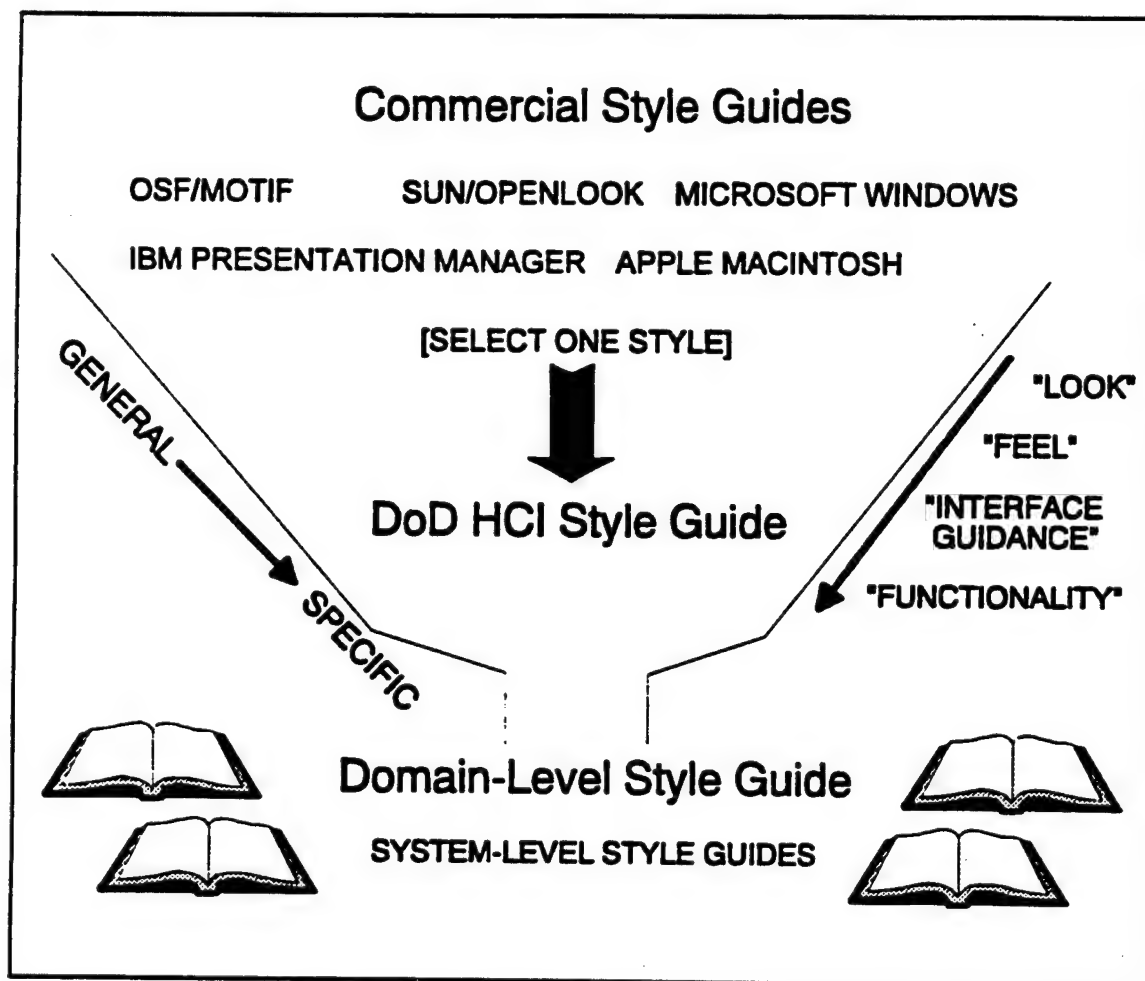 Commercial Style Guides
OSF/MOTIF SUN/OPENLOOK MICROSOFT WINDOWS
IBM PRESENTATION MANAGER APPLE MACINTOSH
[SELECT ONE STYLE]
GENERAL
SPECIFIC
"LOOK"
"FEEL"
"INTERFACE
GUIDANCE"
"FUNCTIONALITY"
DoD HCI Style Guide
Domain-Level Style Guide
SYSTEM-LEVEL STYLE GUIDES